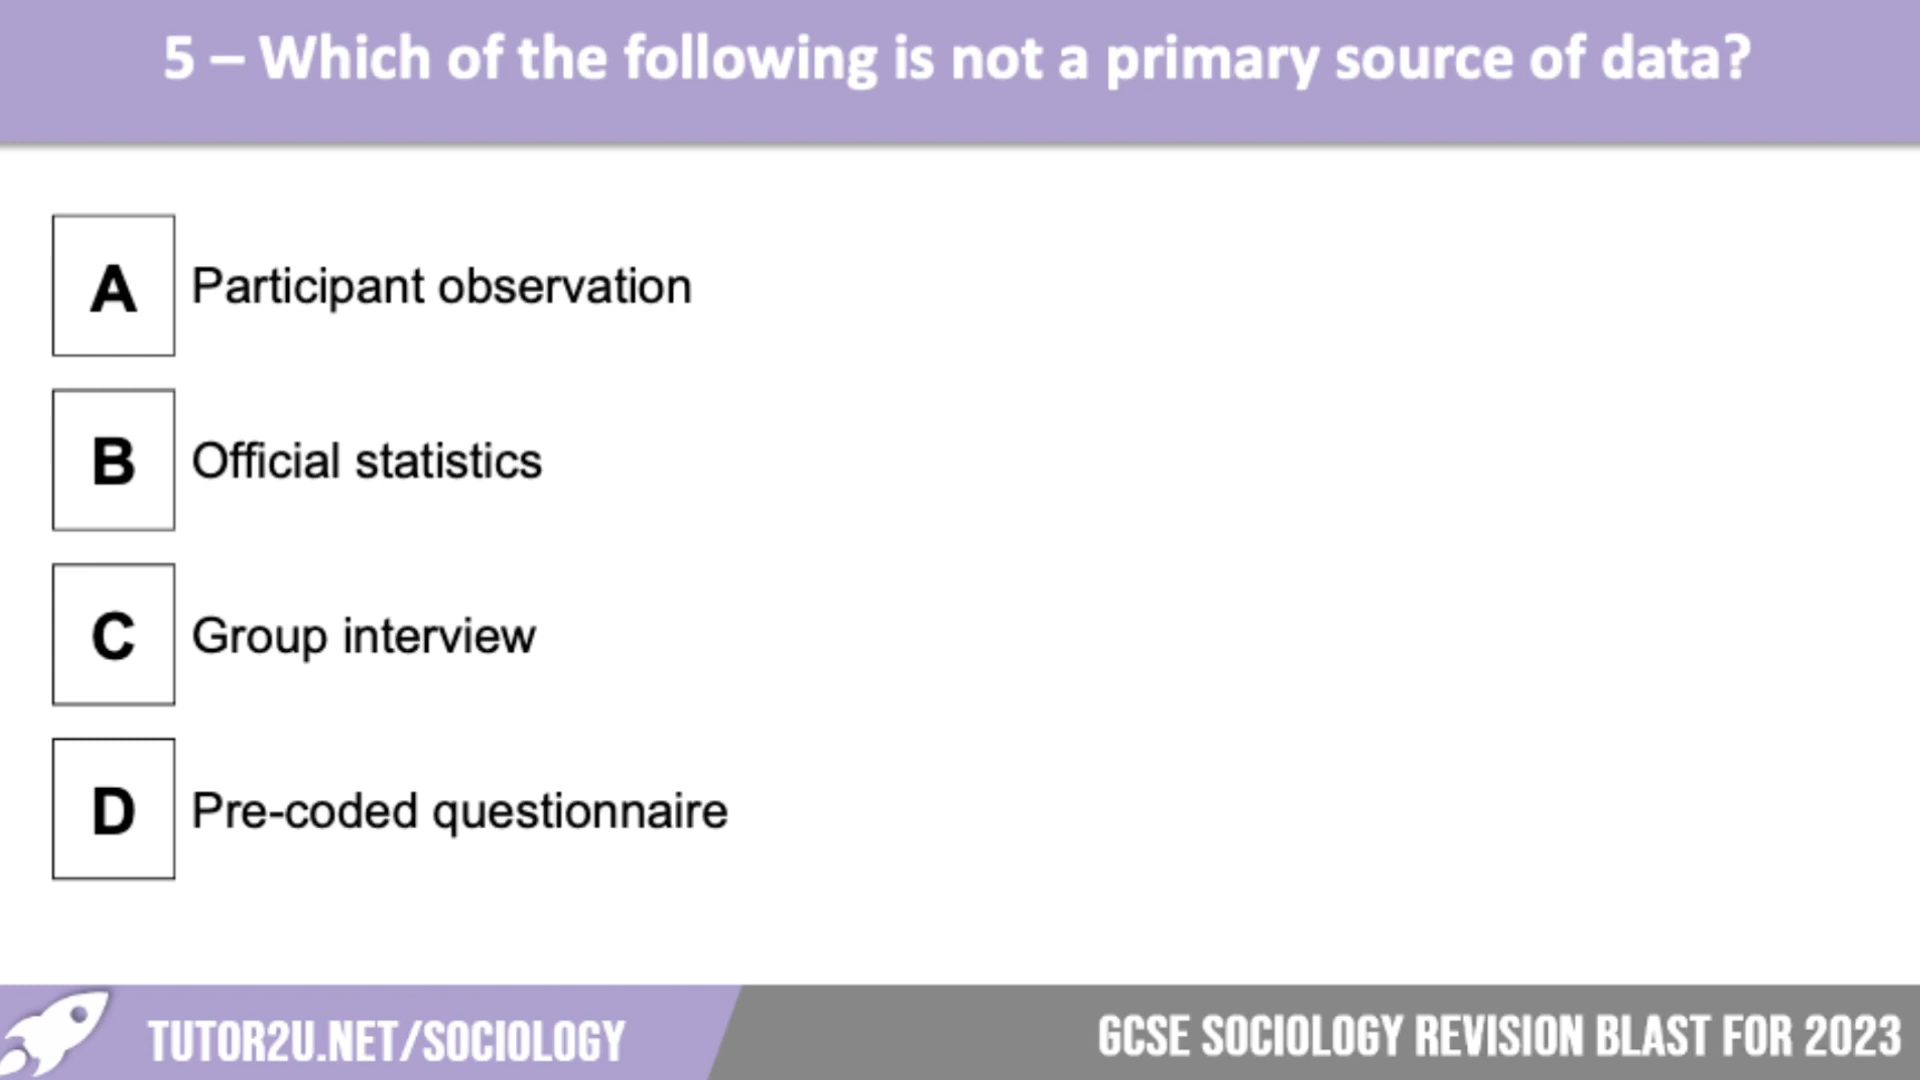 5 – Which of the following is not a primary source of data?
A Participant observation
B Official statistics
C Group interview
D Pre-coded questionnaire
TUTOR2U.NET/SOCIOLOGY
GCSE SOCIOLOGY REVISION BLAST FOR 2023